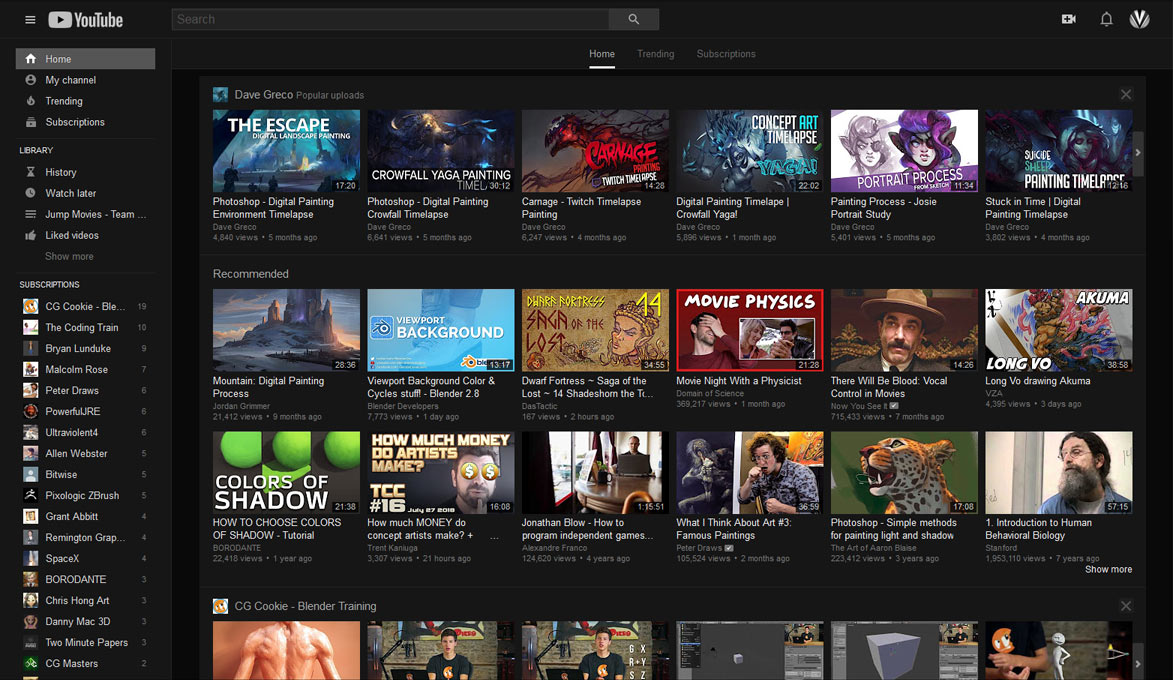 YouTube
Search
Home
Trending
Subscriptions
Home
My channel
Trending
Subscriptions
LIBRARY
History
Watch later
Jump Movies - Team ...
Liked videos
Show more
SUBSCRIPTIONS
CG Cookie - Ble... 19
The Coding Train 10
Bryan Lunduke 9
Malcolm Rose 7
Peter Draws 6
PowerfulJRE 6
Ultraviolent4 6
Allen Webster 5
Bitwise 5
Pixologic ZBrush 5
Grant Abbitt 4
Remington Grap... 4
SpaceX 4
BORODANTE 3
Chris Hong Art 3
Danny Mac 3D 3
Two Minute Papers 3
CG Masters 2
Dave Greco Popular uploads
THE ESCAPE
DIGITAL LANDSCAPE PAINTING
17:20
Photoshop - Digital Painting
Environment Timelapse
Dave Greco
4,840 views • 5 months ago
CROWFALL YAGA PAINTING
30:12
Photoshop - Digital Painting
Crowfall Timelapse
Dave Greco
6,641 views • 5 months ago
CARNAGE
PAINTING
TWITCH TIMELAPSE
14:28
Carnage - Twitch Timelapse
Painting
Dave Greco
6,247 views • 4 months ago
CONCEPT ART
TIMELAPSE
YAGA!
22:02
Digital Painting Timelape |
Crowfall Yaga!
Dave Greco
5,896 views • 1 month ago
PORTRAIT PROCESS
FROM SKETCH
11:34
Painting Process - Josie
Portrait Study
Dave Greco
5,401 views • 5 months ago
SUICIDE
SHEEP
PAINTING TIMELAPSE
12:16
Stuck in Time | Digital
Painting Timelapse
Dave Greco
3,802 views • 4 months ago
Recommended
28:36
Mountain: Digital Painting
Process
Jordan Grimmer
21,412 views • 9 months ago
VIEWPORT
BACKGROUND
13:17
Viewport Background Color &
Cycles stuff! - Blender 2.8
Blender Developers
7,773 views • 1 day ago
DWARF FORTRESS 14
SAGA OF THE
LOST
34:55
Dwarf Fortress ~ Saga of the
Lost ~ 14 Shadeshorn the T...
DasTactic
167 views • 2 hours ago
MOVIE PHYSICS
21:28
Movie Night With a Physicist
Domain of Science
369,217 views • 1 month ago
14:26
There Will Be Blood: Vocal
Control in Movies
Now You See It
715,433 views • 7 months ago
AKUMA
LONG VO
38:58
Long Vo drawing Akuma
VZA
4,395 views • 3 days ago
COLORS OF
SHADOW
21:38
HOW TO CHOOSE COLORS
OF SHADOW - Tutorial
BORODANTE
22,418 views • 1 year ago
HOW MUCH MONEY
DO ARTISTS
MAKE?
TCC
#16 July 27 2018
16:08
How much MONEY do
concept artists make? + ...
Trent Kaniuga
3,307 views • 21 hours ago
1:15:51
Jonathan Blow - How to
program independent games...
Alexandre Franco
124,620 views • 4 years ago
36:59
What I Think About Art #3:
Famous Paintings
Peter Draws
105,524 views • 2 months ago
17:08
Photoshop - Simple methods
for painting light and shadow
The Art of Aaron Blaise
223,412 views • 3 years ago
57:15
1. Introduction to Human
Behavioral Biology
Stanford
1,953,110 views • 7 years ago
Show more
CG Cookie - Blender Training
G X
R+Y
S Z